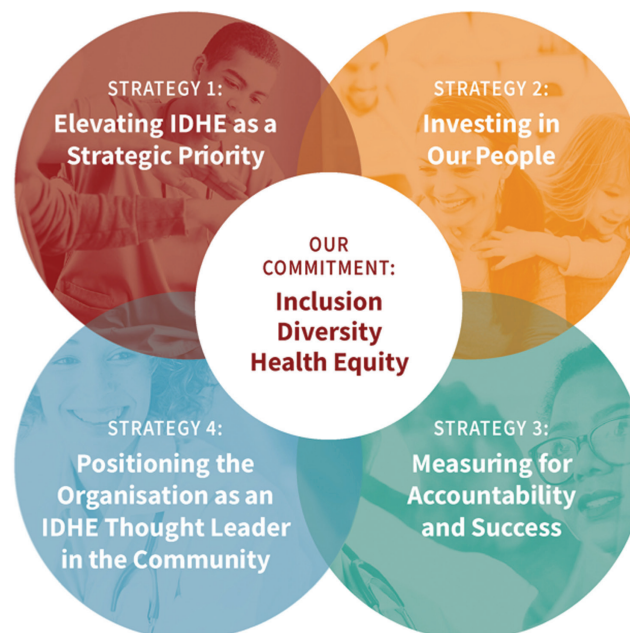 STRATEGY 1:
Elevating IDHE as a
Strategic Priority
STRATEGY 2:
Investing in
Our People
OUR
COMMITMENT:
Inclusion
Diversity
Health Equity
STRATEGY 4:
Positioning the
Organisation as an
IDHE Thought Leader
in the Community
STRATEGY 3:
Measuring for
Accountability
and Success